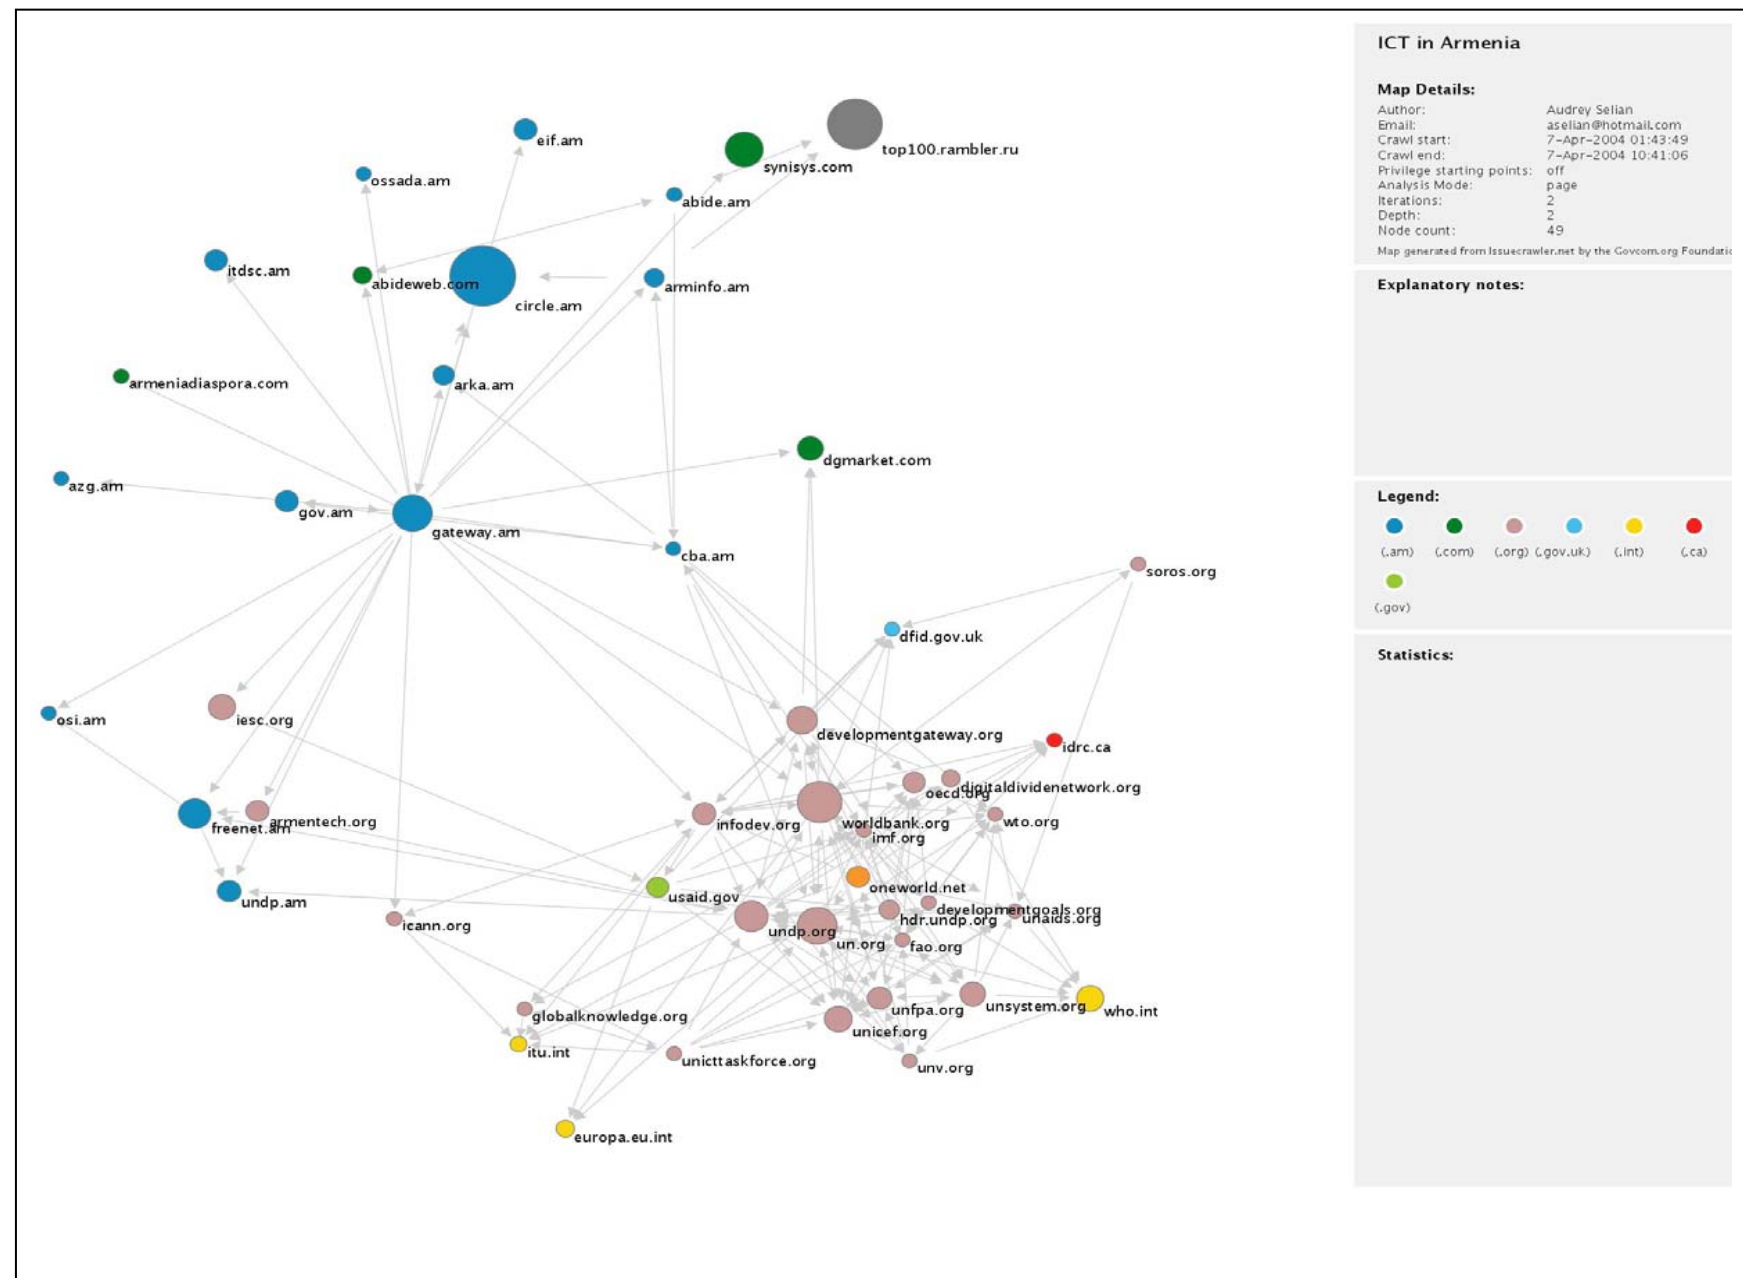 ICT in Armenia
Map Details:
Author: Audrey Selian
Email: aselian@hotmail.com
Crawl start: 7-Apr-2004 01:43:49
Crawl end: 7-Apr-2004 10:41:06
Privilege starting points: off
Analysis Mode: page
Iterations: 2
Depth: 2
Node count: 49
Map generated from Issuecrawler.net by the Govcom.org Foundatio
Explanatory notes:
Legend:
(.am) (.com) (.org) (.gov.uk) (.int) (.ca)
(.gov)
Statistics:
eif.am
top100.rambler.ru
synisys.com
ossada.am
abide.am
itdsc.am
abideweb.com
arminfo.am
circle.am
armeniadiaspora.com
arka.am
dgmarket.com
azg.am
gov.am
gateway.am
cba.am
soros.org
dfid.gov.uk
osi.am
iesc.org
developmentgateway.org
idrc.ca
digitaldividenetwork.org
oecd.org
armentech.org
freenet.am
infodev.org
worldbank.org
wto.org
imf.org
oneworld.net
usaid.gov
undp.am
developmentgoals.org
hdr.undp.org
unaids.org
icann.org
undp.org
un.org
fao.org
globalknowledge.org
unfpa.org
unsystem.org
who.int
unicef.org
itu.int
unicttaskforce.org
unv.org
europa.eu.int